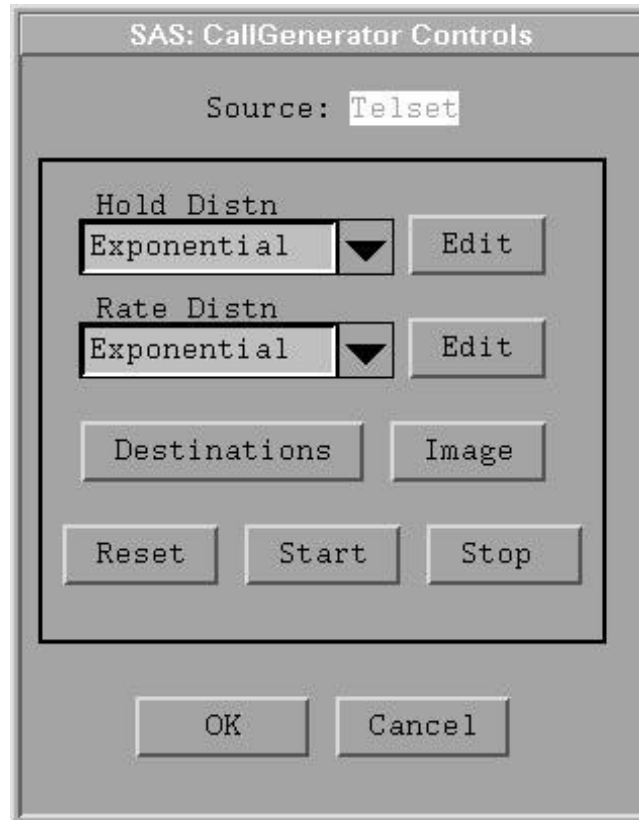 SAS: CallGenerator Controls
Source: Telset
Hold Distn
Exponential Edit
Rate Distn
Exponential Edit
Destinations Image
Reset Start Stop
OK Cancel